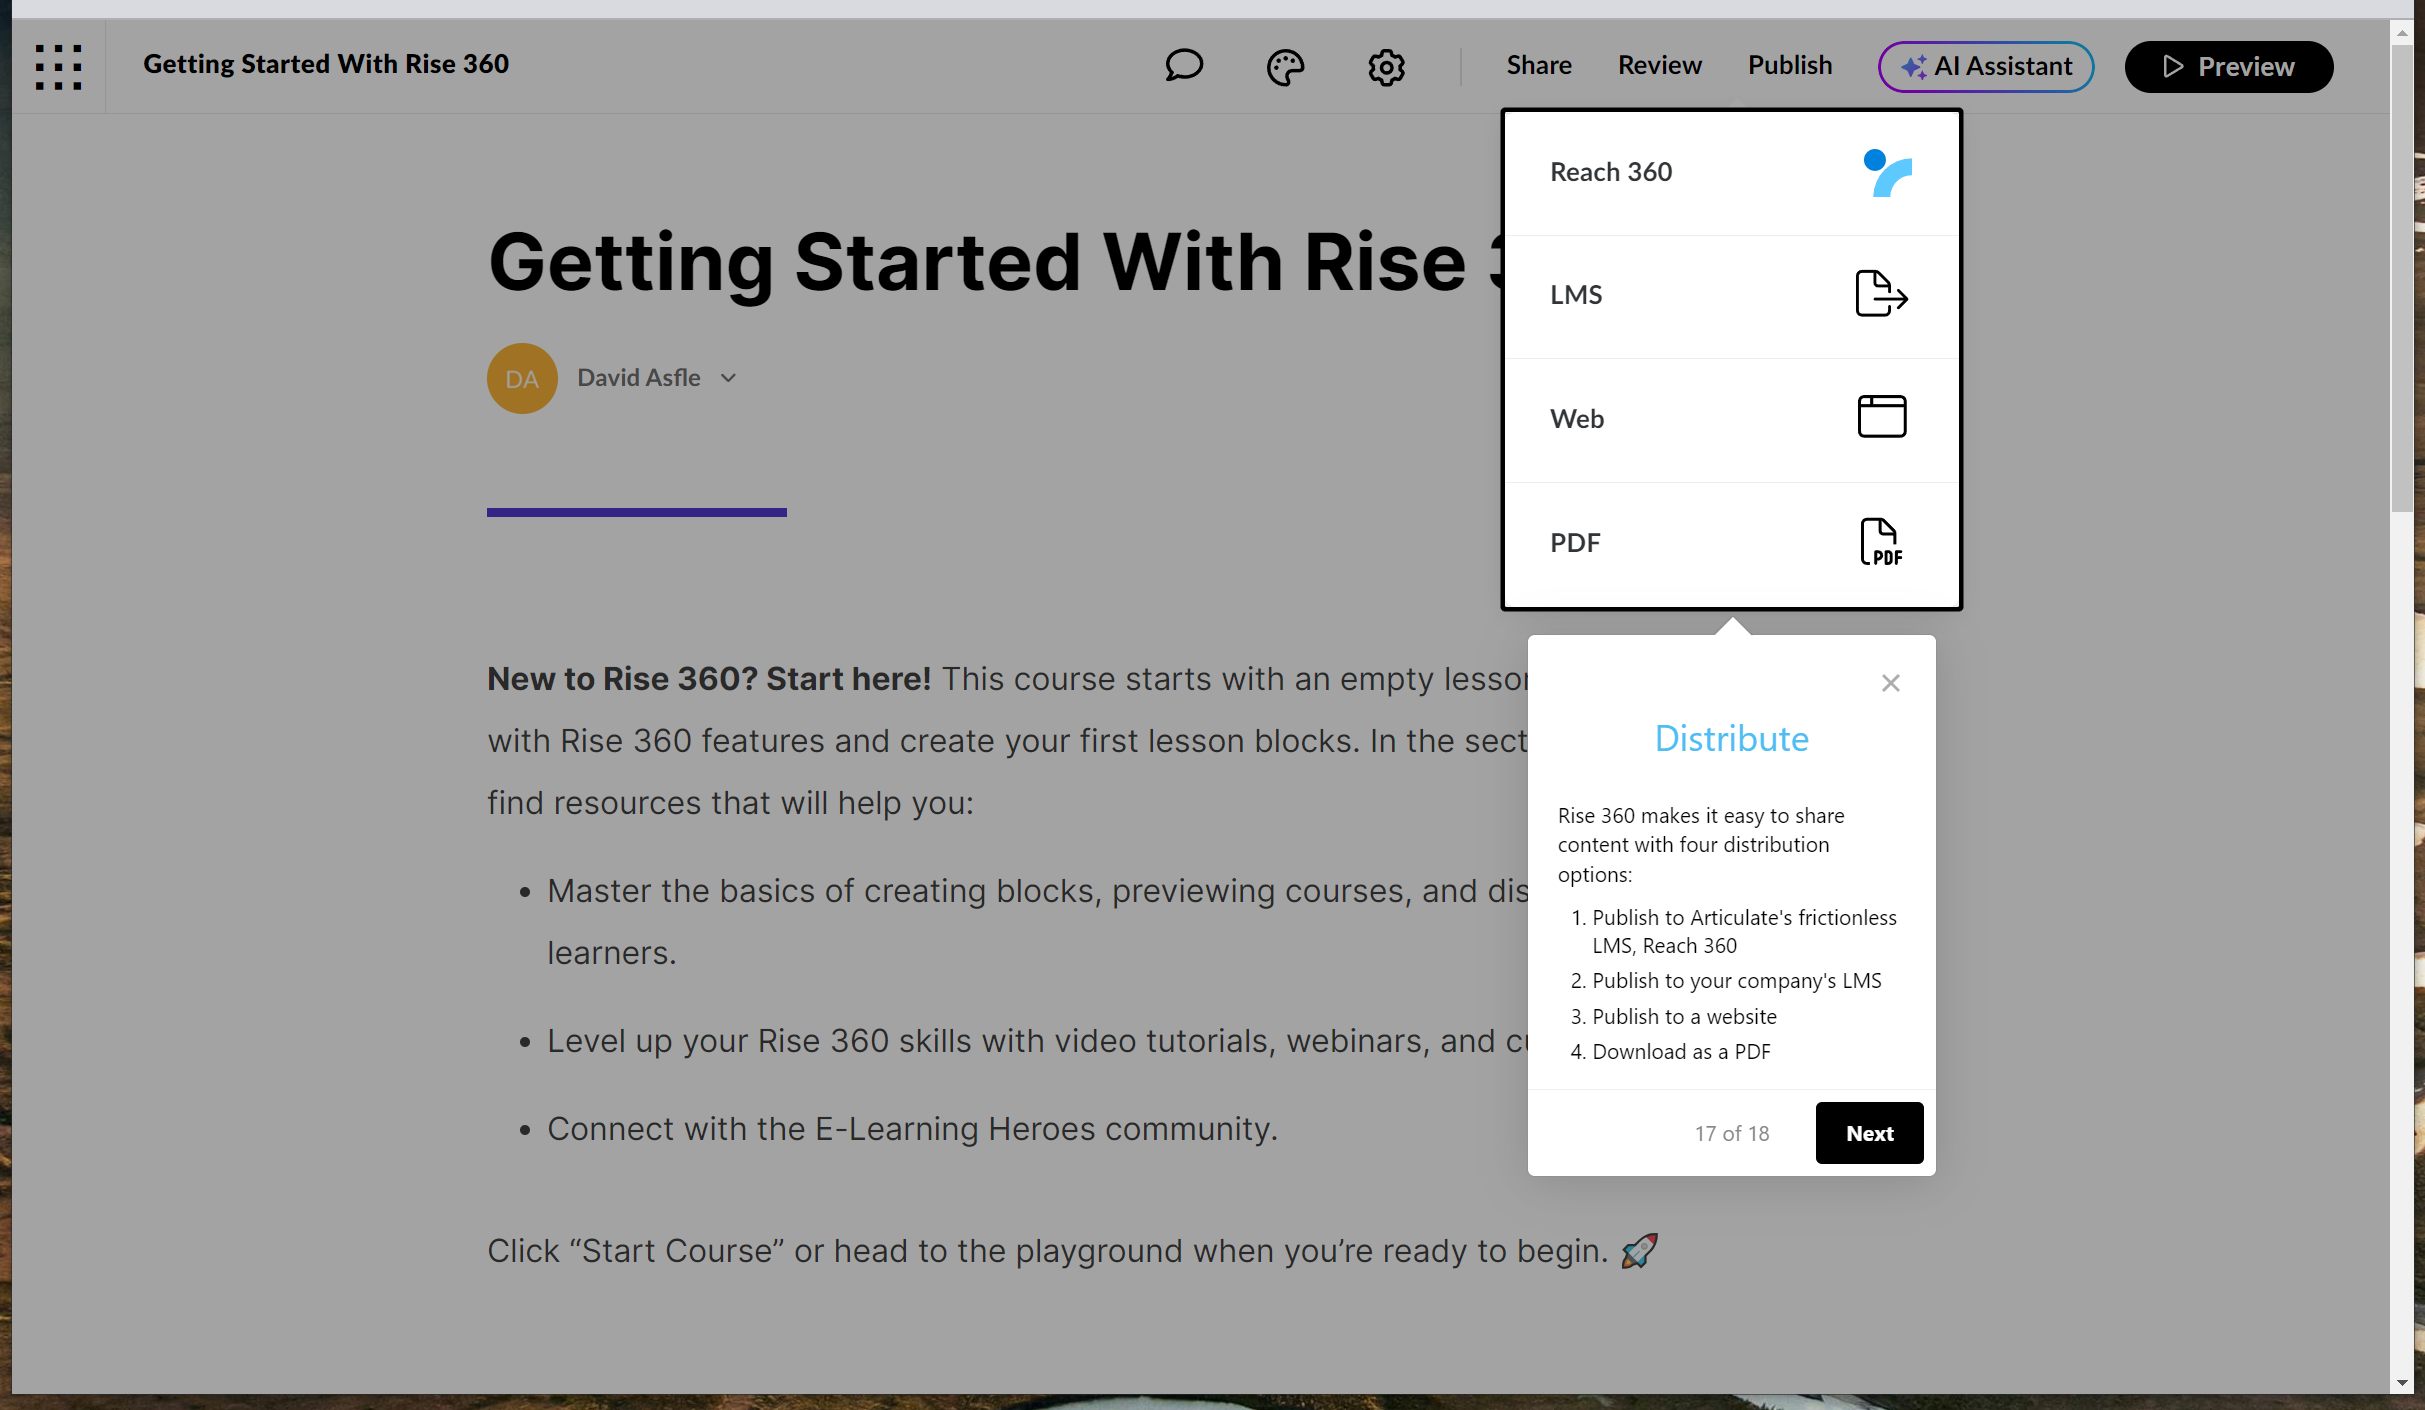 Getting Started With Rise 360
Share
Review
Publish
AI Assistant
Preview
Reach 360
LMS
Web
PDF
PDF
Getting Started With Rise
DA
David Asfle
New to Rise 360? Start here! This course starts with an empty lesson
with Rise 360 features and create your first lesson blocks. In the sect
find resources that will help you:
• Master the basics of creating blocks, previewing courses, and dis
learners.
• Level up your Rise 360 skills with video tutorials, webinars, and cu
• Connect with the E-Learning Heroes community.
Click “Start Course” or head to the playground when you’re ready to begin. 🚀
Distribute
Rise 360 makes it easy to share
content with four distribution
options:
1. Publish to Articulate's frictionless
LMS, Reach 360
2. Publish to your company's LMS
3. Publish to a website
4. Download as a PDF
17 of 18
Next